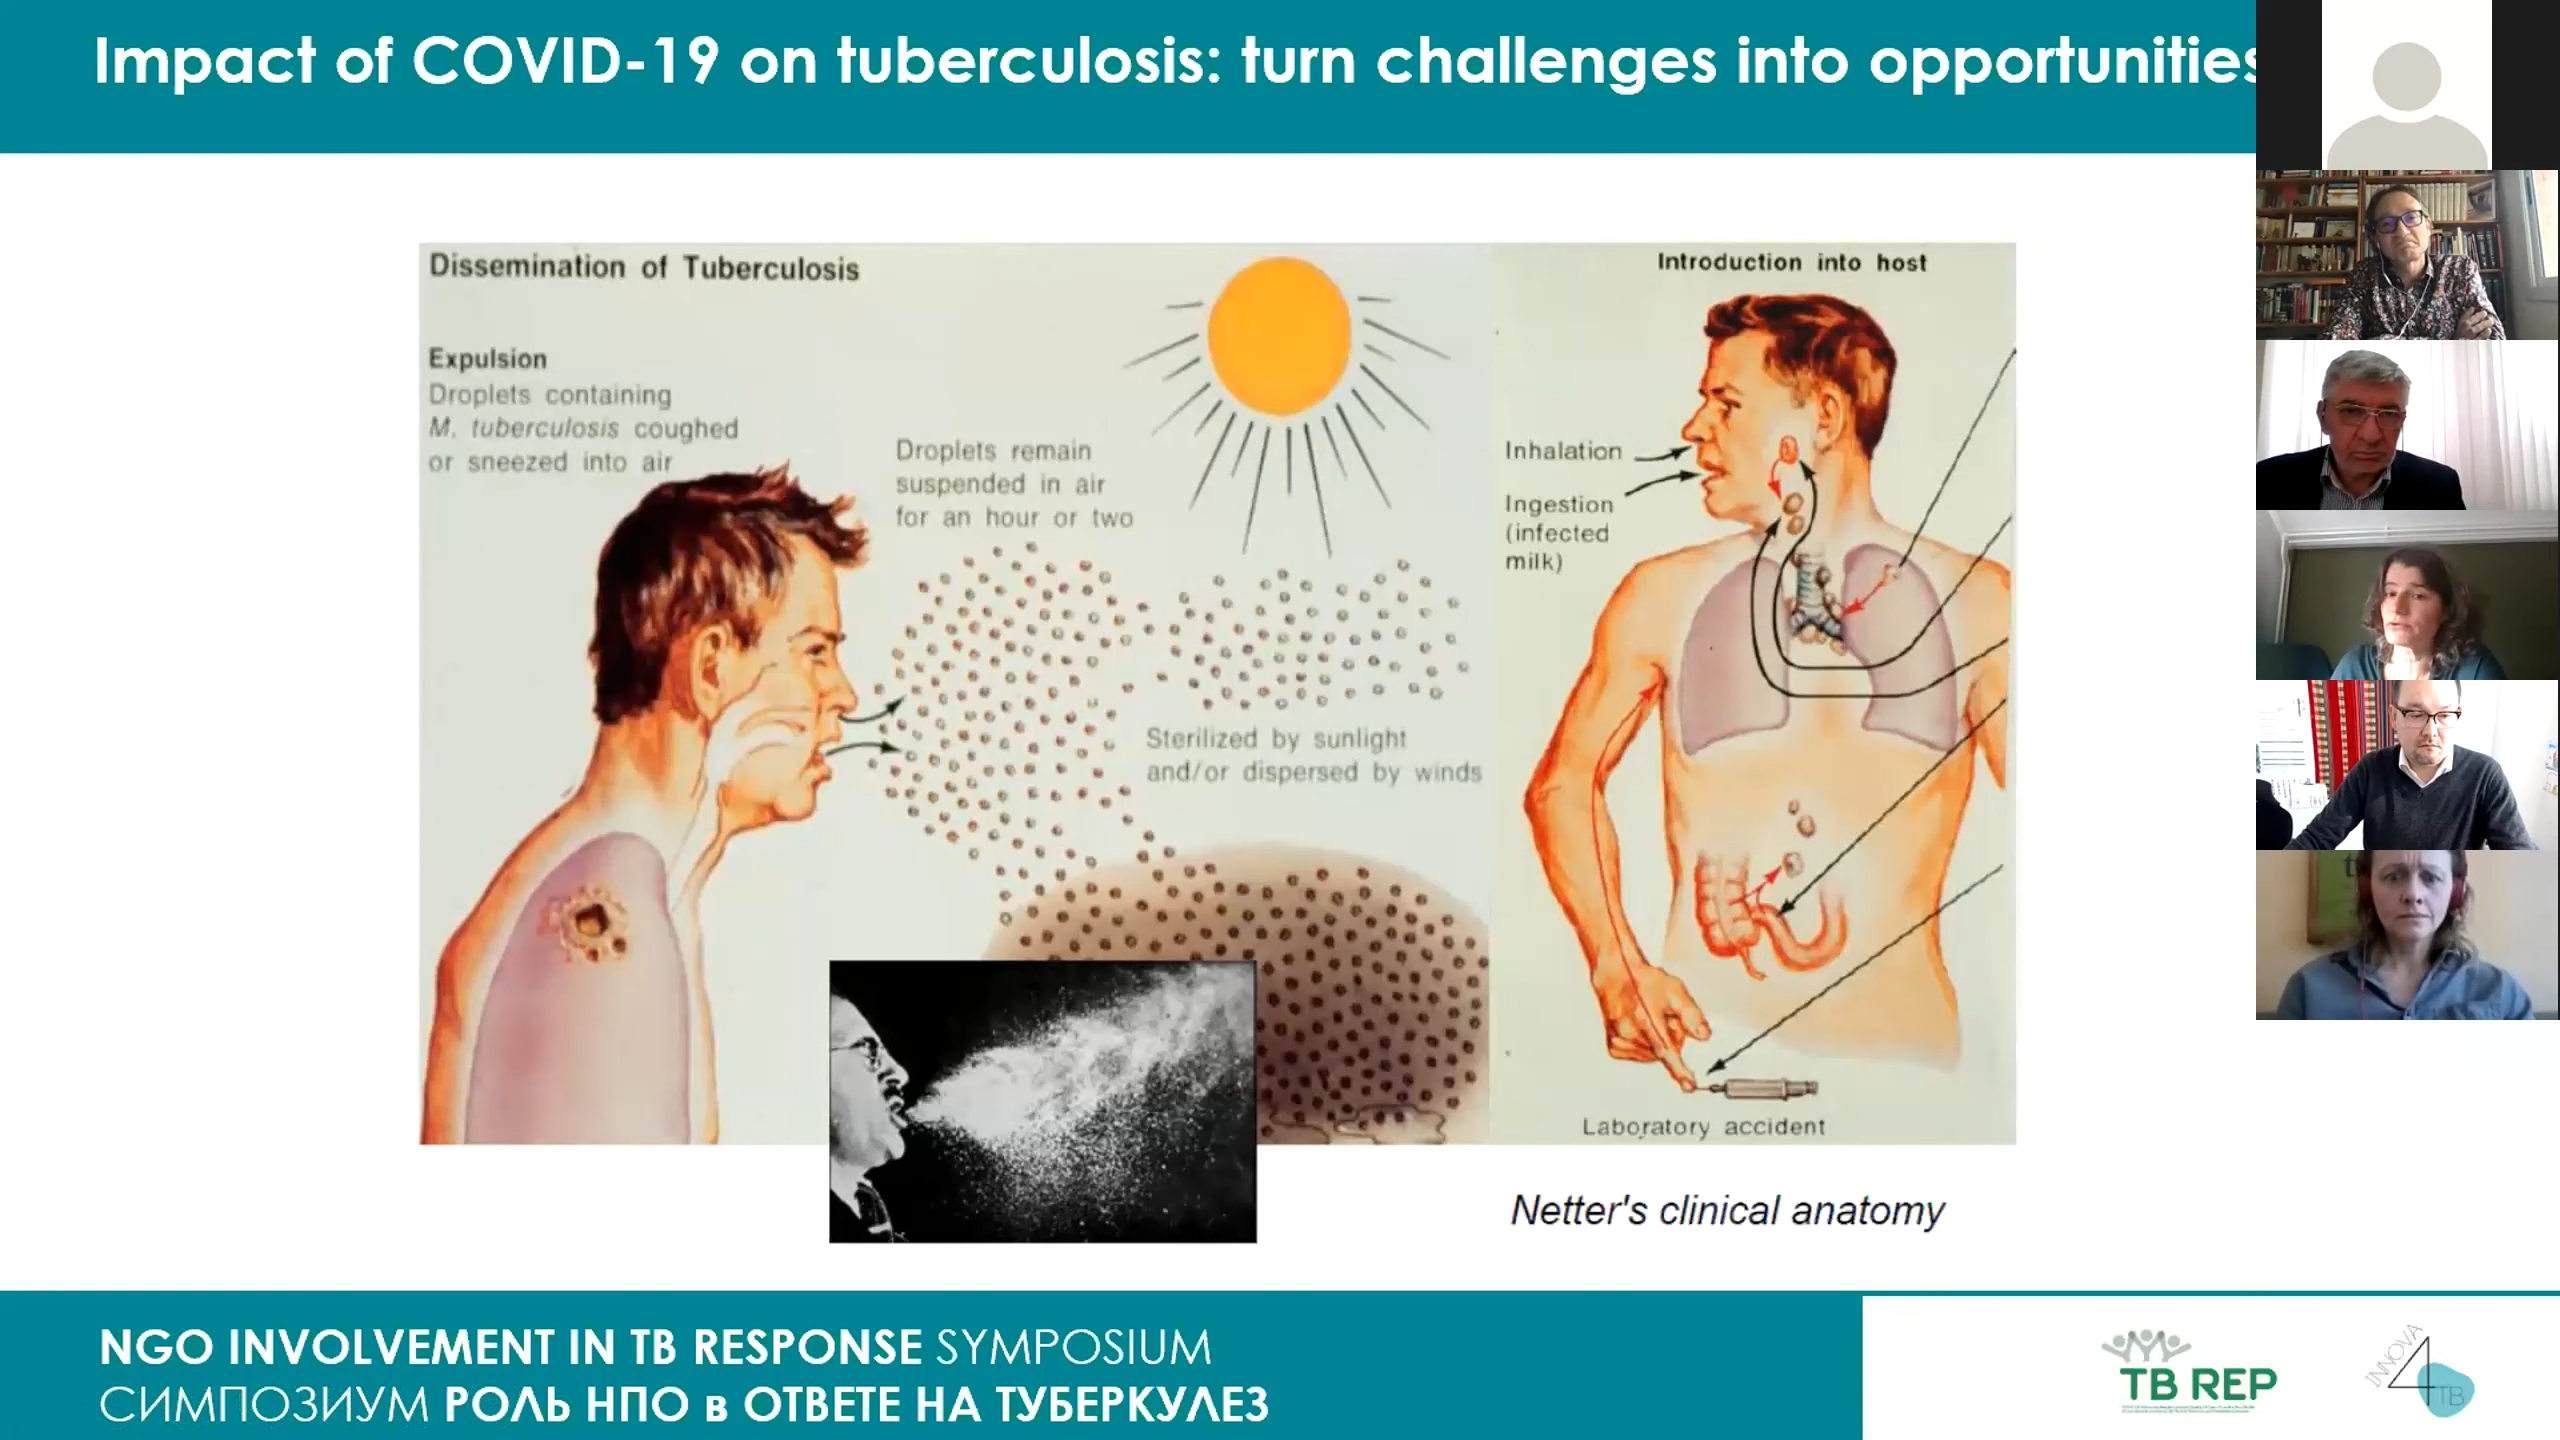 Impact of COVID-19 on tuberculosis: turn challenges into opportunities
Dissemination of Tuberculosis
Expulsion
Droplets containing
M. tuberculosis coughed
or sneezed into air
Droplets remain
suspended in air
for an hour or two
Sterilized by sunlight
and/or dispersed by winds
Introduction into host
Inhalation
Ingestion
(infected
milk)
Laboratory accident
Netter's clinical anatomy
NGO INVOLVEMENT IN TB RESPONSE SYMPOSIUM
СИМПОЗИУМ РОЛЬ НПО в ОТВЕТЕ НА ТУБЕРКУЛЕЗ
TB REP
INNOVA
4
TB